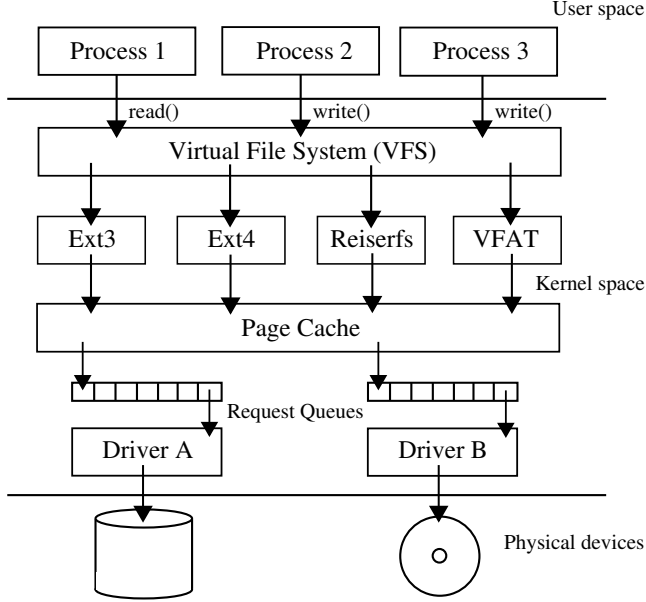 User space
Process 1
Process 2
Process 3
read()
write()
write()
Virtual File System (VFS)
Ext3
Ext4
Reiserfs
VFAT
Kernel space
Page Cache
Request Queues
Driver A
Driver B
Physical devices